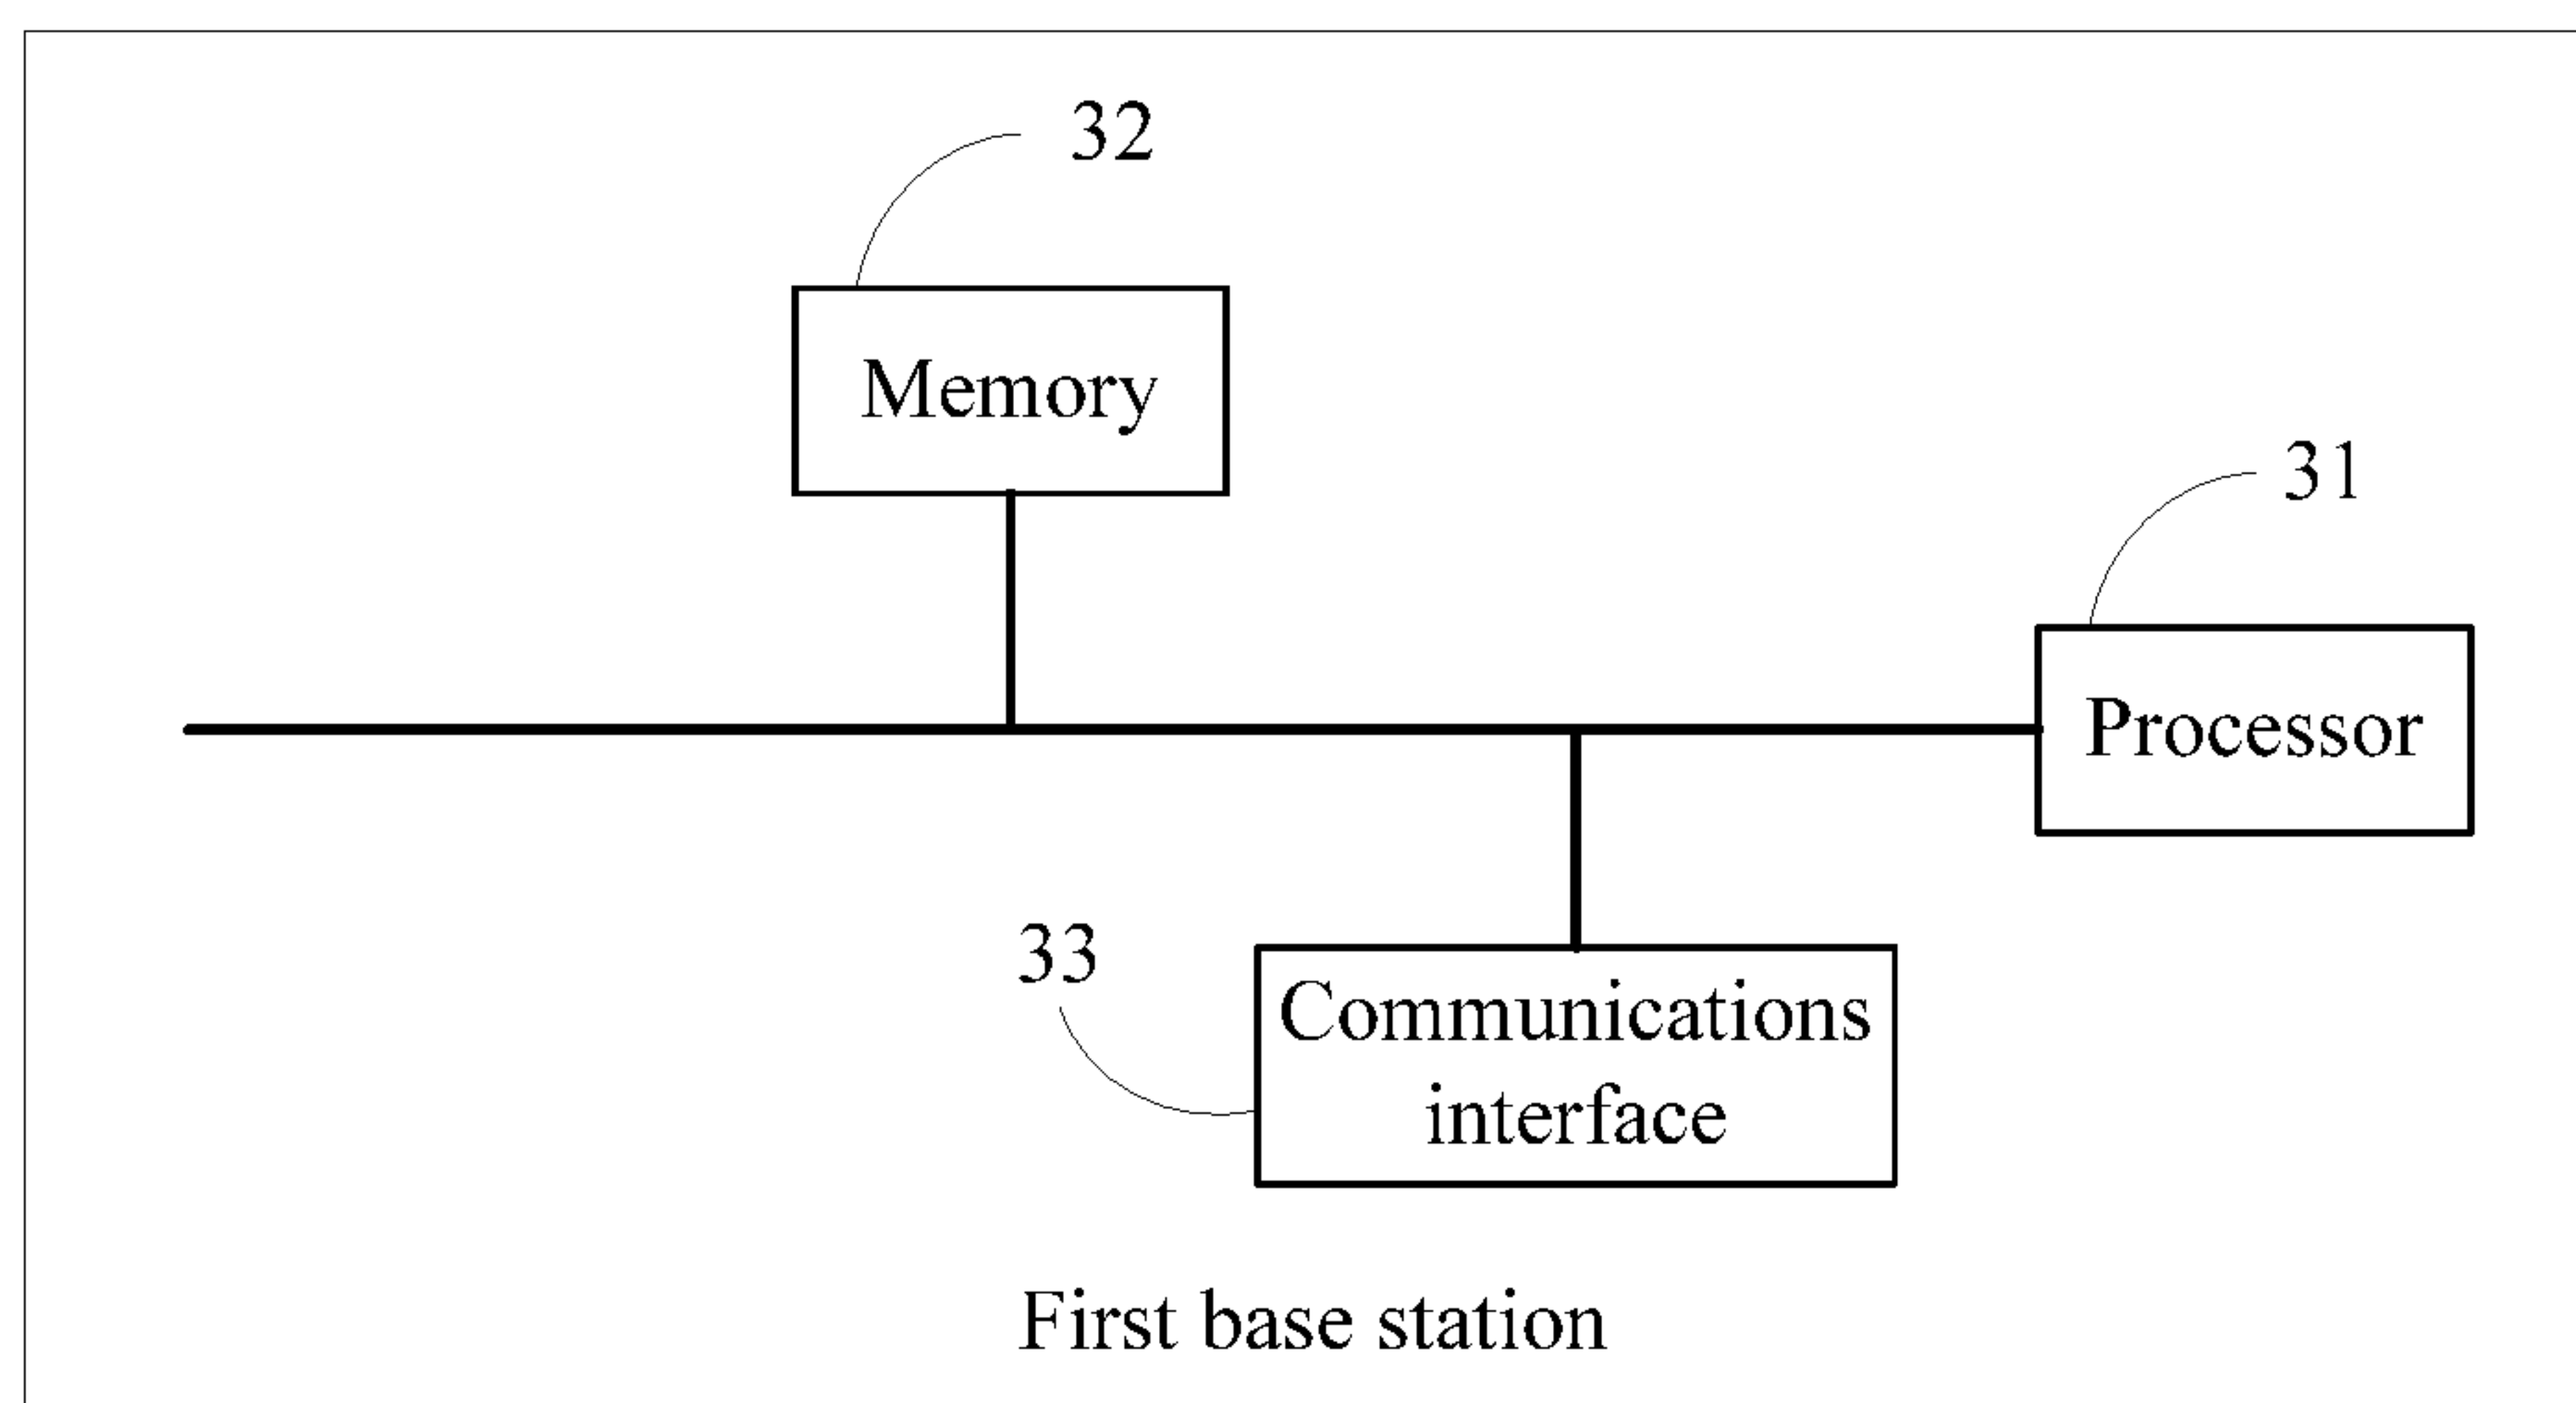 32
Memory
31
Processor
33
Communications
interface
First base station